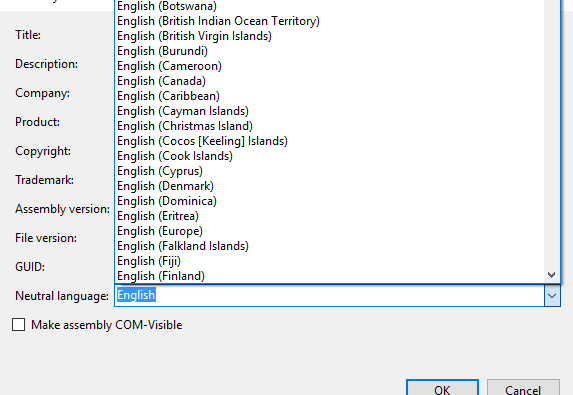 English (Botswana)
English (British Indian Ocean Territory)
English (British Virgin Islands)
English (Burundi)
English (Cameroon)
English (Canada)
English (Caribbean)
English (Cayman Islands)
English (Christmas Island)
English (Cocos [Keeling] Islands)
English (Cook Islands)
English (Cyprus)
English (Denmark)
English (Dominica)
English (Eritrea)
English (Europe)
English (Falkland Islands)
English (Fiji)
English (Finland)
Title:
Description:
Company:
Product:
Copyright:
Trademark:
Assembly version:
File version:
GUID:
Neutral language: English
Make assembly COM-Visible
OK Cancel